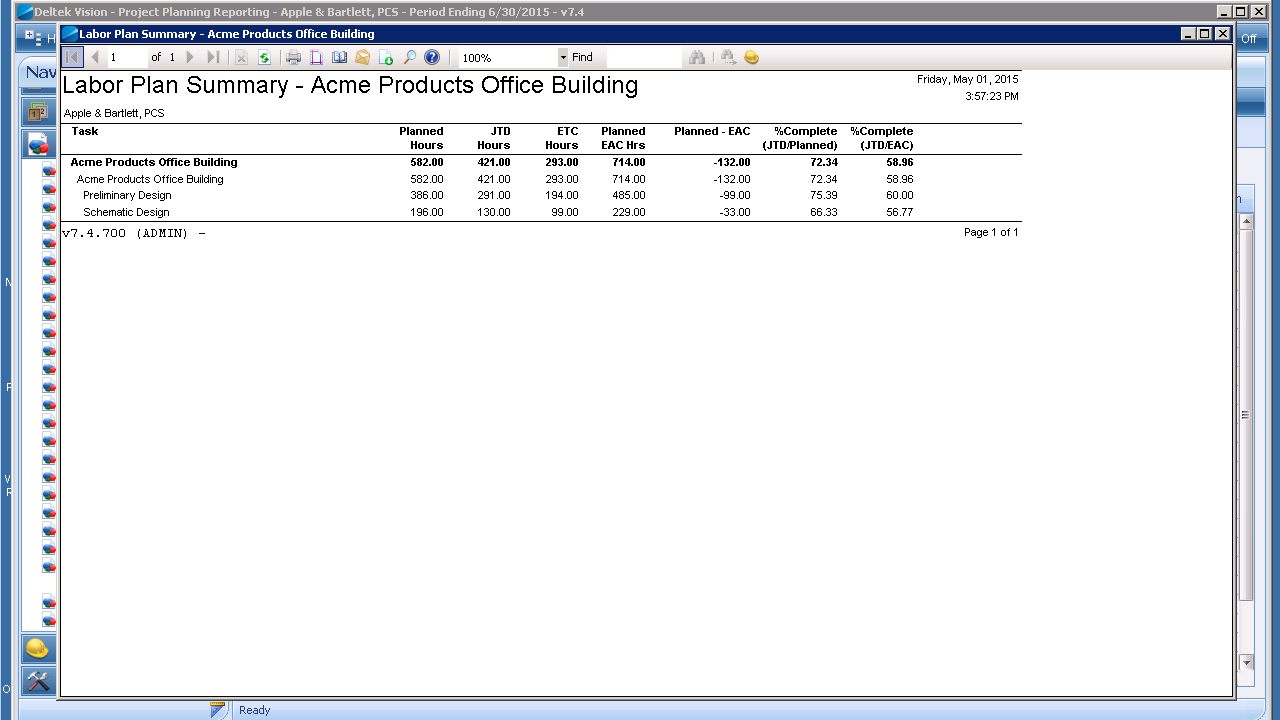 Deltek Vision - Project Planning Reporting - Apple & Bartlett, PCS - Period Ending 6/30/2015 - v7.4
Labor Plan Summary - Acme Products Office Building
H
Off
1 of 1 100% Find
Nav
Labor Plan Summary - Acme Products Office Building
Friday, May 01, 2015
3:57:23 PM
Apple & Bartlett, PCS
Task Planned JTD ETC Planned Planned - EAC %Complete %Complete
Hours Hours Hours EAC Hrs (JTD/Planned) (JTD/EAC)
Acme Products Office Building 582.00 421.00 293.00 714.00 -132.00 72.34 58.96
Acme Products Office Building 582.00 421.00 293.00 714.00 -132.00 72.34 58.96
Preliminary Design 386.00 291.00 194.00 485.00 -99.00 75.39 60.00
Schematic Design 196.00 130.00 99.00 229.00 -33.00 66.33 56.77
v7.4.700 (ADMIN) -
Page 1 of 1
Ready